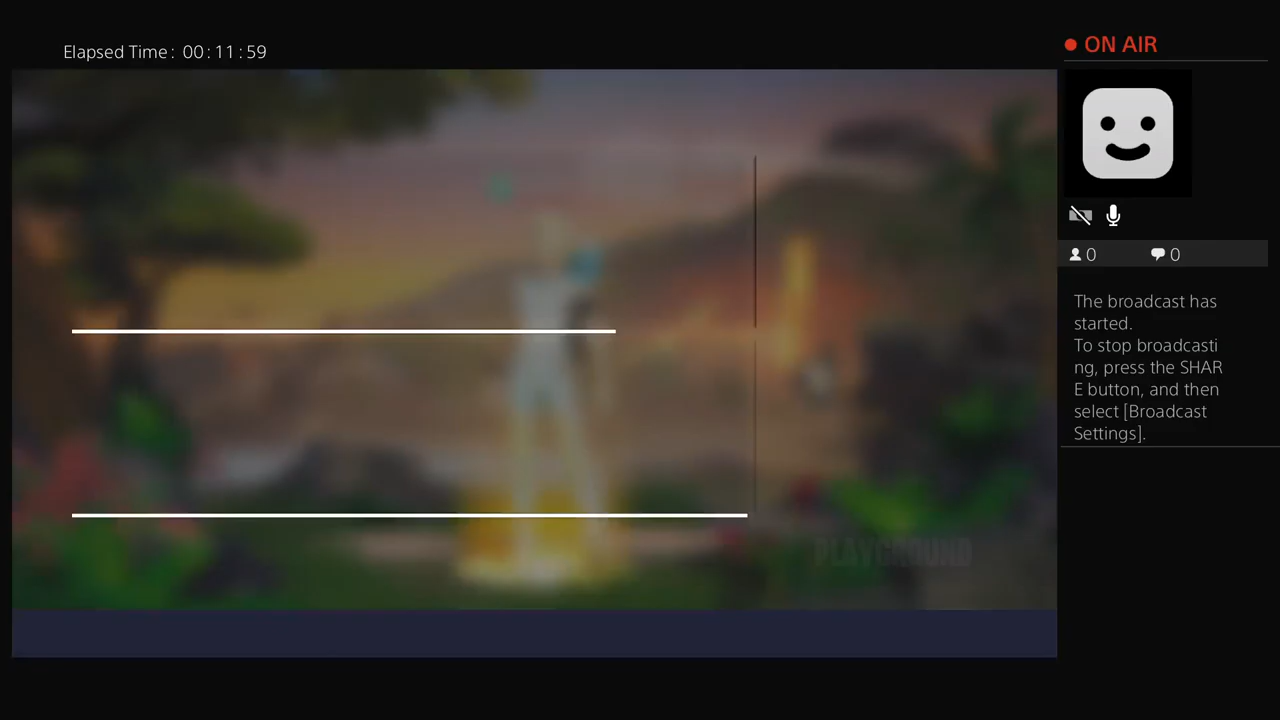 Elapsed Time: 00:11:59
ON AIR
0 0
The broadcast has
started.
To stop broadcasti
ng, press the SHAR
E button, and then
select [Broadcast
Settings].
PLAYGROUND